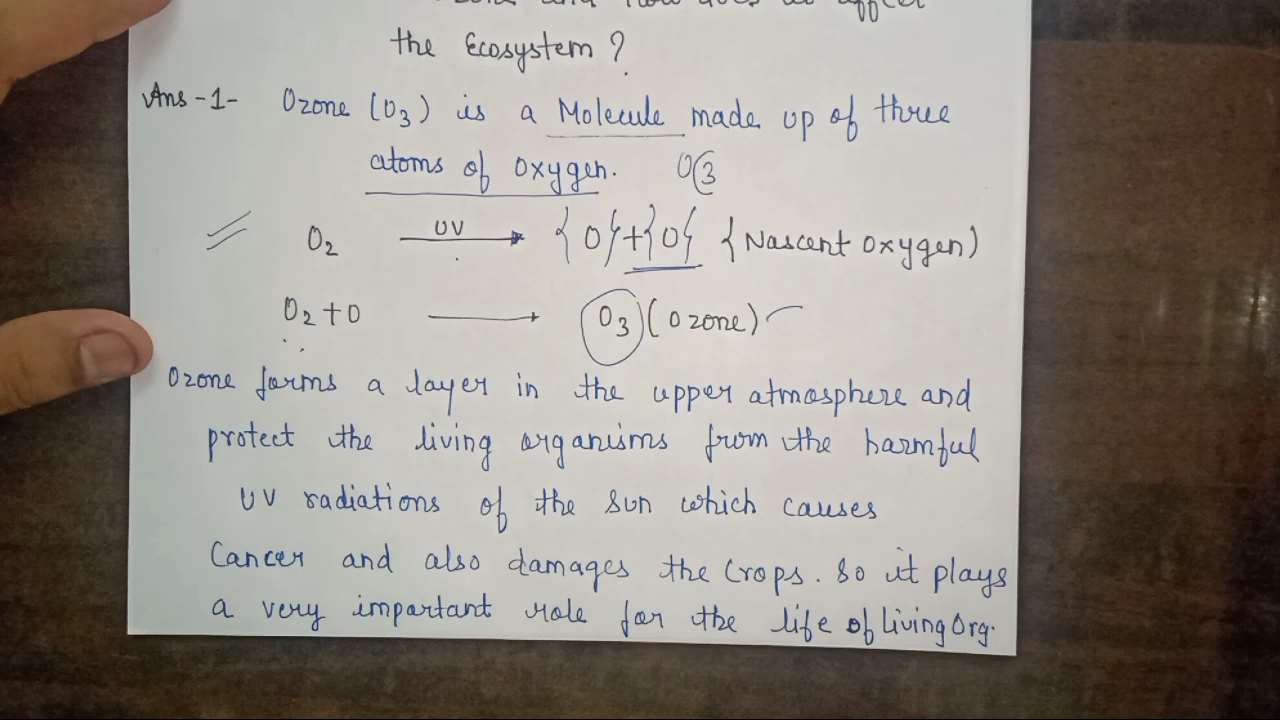 the Ecosystem ?
Ans -1- Ozone (O3) is a Molecule made up of three
atoms of oxygen. O3
O2 UV {O}+{O} {Nascent oxygen)
O2 + O O3 (Ozone)
Ozone forms a layer in the upper atmosphere and
protect the living organisms from the harmful
UV radiations of the Sun which causes
Cancer and also damages the Crops. So it plays
a very important role for the life of living Org.